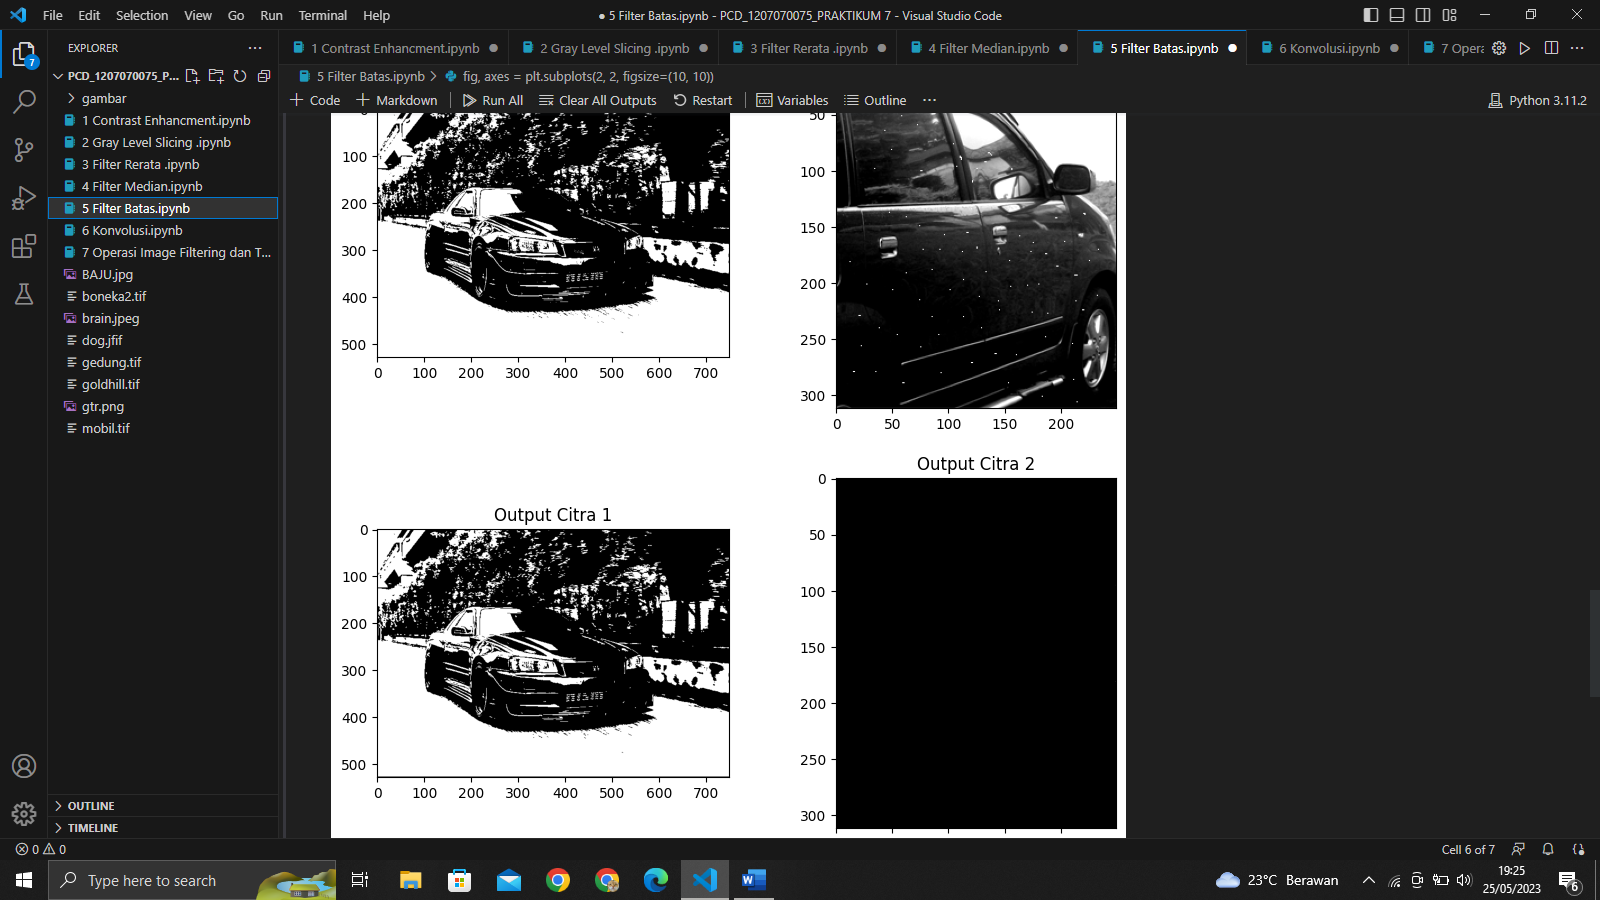 File Edit Selection View Go Run Terminal Help
● 5 Filter Batas.ipynb - PCD_1207070075_PRAKTIKUM 7 - Visual Studio Code
EXPLORER
1 Contrast Enhancment.ipynb
2 Gray Level Slicing .ipynb
3 Filter Rerata .ipynb
4 Filter Median.ipynb
5 Filter Batas.ipynb
6 Konvolusi.ipynb
7 Opera
7
PCD_1207070075_P...
5 Filter Batas.ipynb > fig, axes = plt.subplots(2, 2, figsize=(10, 10))
Code Markdown Run All Clear All Outputs Restart Variables Outline ...
Python 3.11.2
gambar
1 Contrast Enhancment.ipynb
2 Gray Level Slicing .ipynb
3 Filter Rerata .ipynb
4 Filter Median.ipynb
5 Filter Batas.ipynb
6 Konvolusi.ipynb
7 Operasi Image Filtering dan T...
BAJU.jpg
boneka2.tif
brain.jpeg
dog.jfif
gedung.tif
goldhill.tif
gtr.png
mobil.tif
OUTLINE
TIMELINE
0
100
200
300
400
500
0 100 200 300 400 500 600 700
50
100
150
200
250
300
0 50 100 150 200
Output Citra 1
0
100
200
300
400
500
0 100 200 300 400 500 600 700
Output Citra 2
0
50
100
150
200
250
300
0 0
Cell 6 of 7
Type here to search
23°C Berawan
19:25
25/05/2023
6